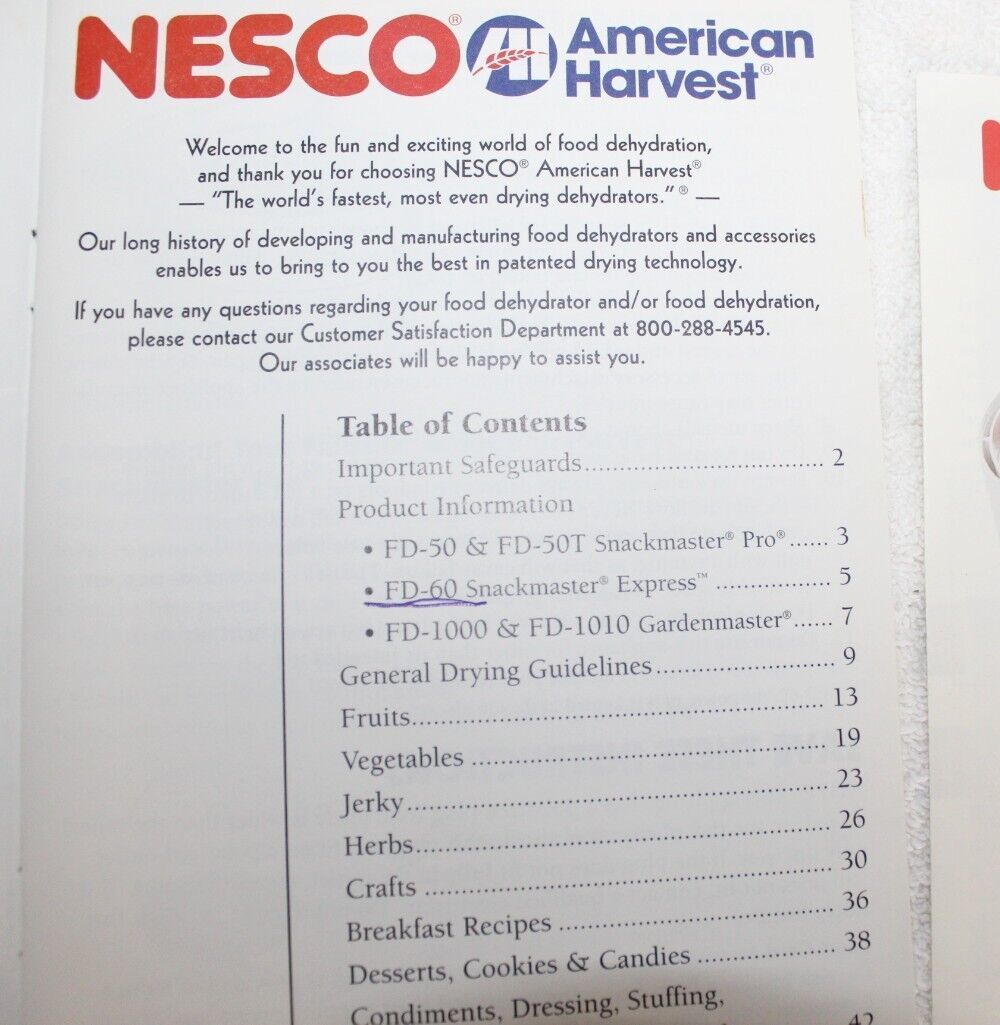 NESCO® American Harvest®
Welcome to the fun and exciting world of food dehydration,
and thank you for choosing NESCO® American Harvest®
— "The world's fastest, most even drying dehydrators."® —
Our long history of developing and manufacturing food dehydrators and accessories
enables us to bring to you the best in patented drying technology.
If you have any questions regarding your food dehydrator and/or food dehydration,
please contact our Customer Satisfaction Department at 800-288-4545.
Our associates will be happy to assist you.
Table of Contents
Important Safeguards.................................. 2
Product Information
• FD-50 & FD-50T Snackmaster® Pro®...... 3
• FD-60 Snackmaster® Express™ ................ 5
• FD-1000 & FD-1010 Gardenmaster®...... 7
General Drying Guidelines.......................... 9
Fruits............................................................ 13
Vegetables ................................................... 19
Jerky............................................................. 23
Herbs............................................................ 26
Crafts ........................................................... 30
Breakfast Recipes ....................................... 36
Desserts, Cookies & Candies .................... 38
Condiments, Dressing, Stuffing,
42